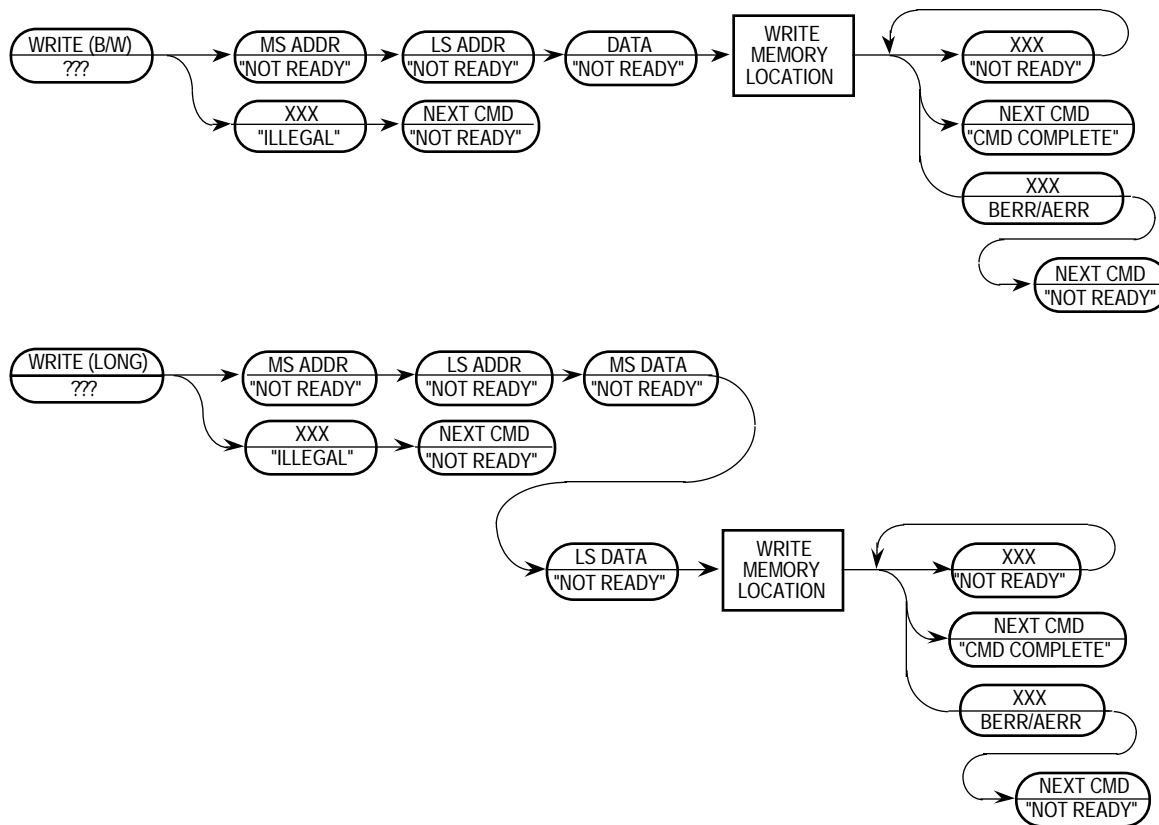 WRITE (B/W)
???
MS ADDR
"NOT READY"
LS ADDR
"NOT READY"
DATA
"NOT READY"
WRITE
MEMORY
LOCATION
XXX
"NOT READY"
XXX
"ILLEGAL"
NEXT CMD
"NOT READY"
NEXT CMD
"CMD COMPLETE"
XXX
BERR/AERR
NEXT CMD
"NOT READY"
WRITE (LONG)
???
MS ADDR
"NOT READY"
LS ADDR
"NOT READY"
MS DATA
"NOT READY"
XXX
"ILLEGAL"
NEXT CMD
"NOT READY"
LS DATA
"NOT READY"
WRITE
MEMORY
LOCATION
XXX
"NOT READY"
NEXT CMD
"CMD COMPLETE"
XXX
BERR/AERR
NEXT CMD
"NOT READY"